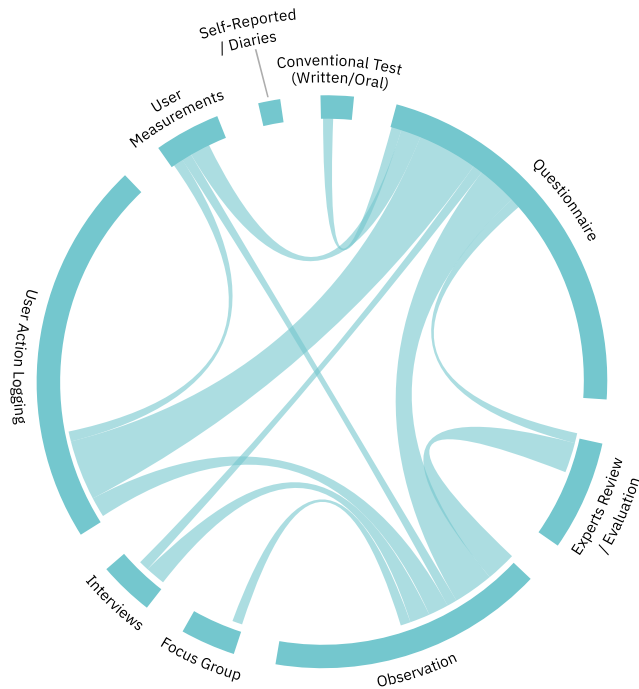 Self-Reported
/ Diaries
Conventional Test
(Written/Oral)
User
Measurements
Questionnaire
User Action Logging
Experts Review
/ Evaluation
Interviews
Focus Group
Observation